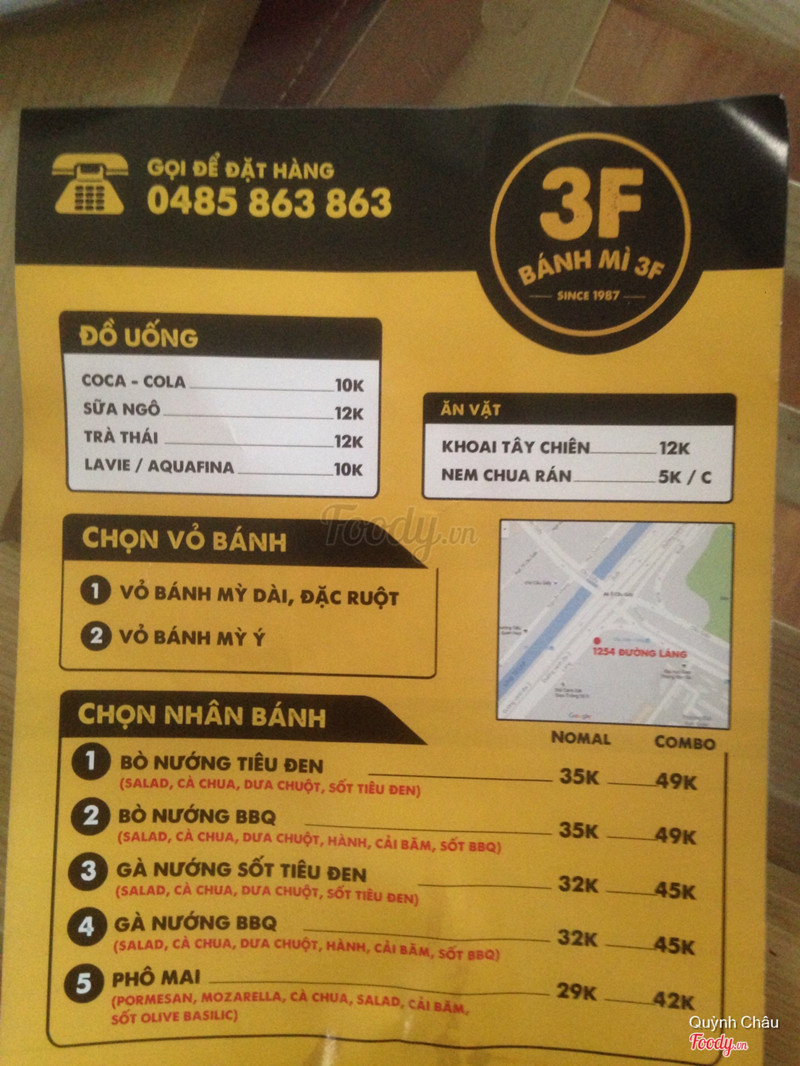 GỌI ĐỂ ĐẶT HÀNG
0485 863 863
3F
BÁNH MÌ 3F
SINCE 1987
ĐỒ UỐNG
COCA - COLA 10K
SỮA NGÔ 12K
TRÀ THÁI 12K
LAVIE / AQUAFINA 10K
ĂN VẶT
KHOAI TÂY CHIÊN 12K
NEM CHUA RÁN 5K / C
Foody.vn
CHỌN VỎ BÁNH
1 VỎ BÁNH MỲ DÀI, ĐẶC RUỘT
2 VỎ BÁNH MỲ Ý
1254 ĐƯỜNG LÁNG
CHỌN NHÂN BÁNH
NOMAL COMBO
1 BÒ NƯỚNG TIÊU ĐEN 35K 49K
(SALAD, CÀ CHUA, DƯA CHUỘT, SỐT TIÊU ĐEN)
2 BÒ NƯỚNG BBQ 35K 49K
(SALAD, CÀ CHUA, DƯA CHUỘT, HÀNH, CẢI BĂM, SỐT BBQ)
3 GÀ NƯỚNG SỐT TIÊU ĐEN 32K 45K
(SALAD, CÀ CHUA, DƯA CHUỘT, SỐT TIÊU ĐEN)
4 GÀ NƯỚNG BBQ 32K 45K
(SALAD, CÀ CHUA, DƯA CHUỘT, HÀNH, CẢI BĂM, SỐT BBQ)
5 PHÔ MAI 29K 42K
(PORMESAN, MOZARELLA, CÀ CHUA, SALAD, CẢI BĂM,
SỐT OLIVE BASILIC)
Quỳnh Châu
Foody.vn